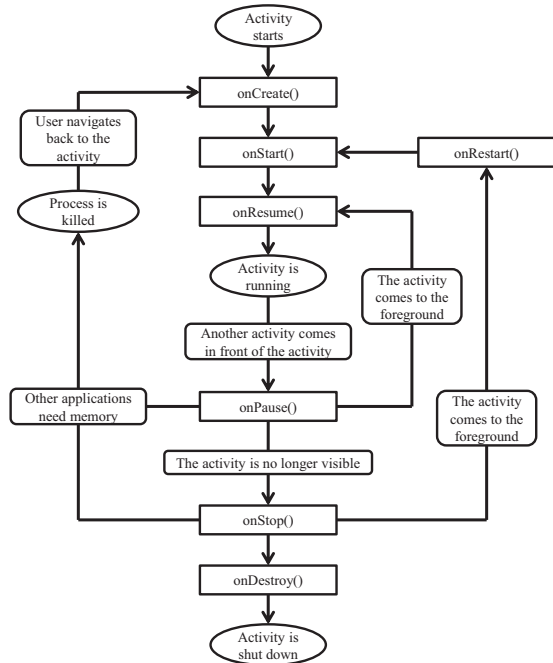 Activity
starts
onCreate()
User navigates
back to the
activity
onStart()
onRestart()
Process is
killed
onResume()
Activity is
running
The activity
comes to the
foreground
Another activity comes
in front of the activity
Other applications
need memory
onPause()
The activity
comes to the
foreground
The activity is no longer visible
onStop()
onDestroy()
Activity is
shut down